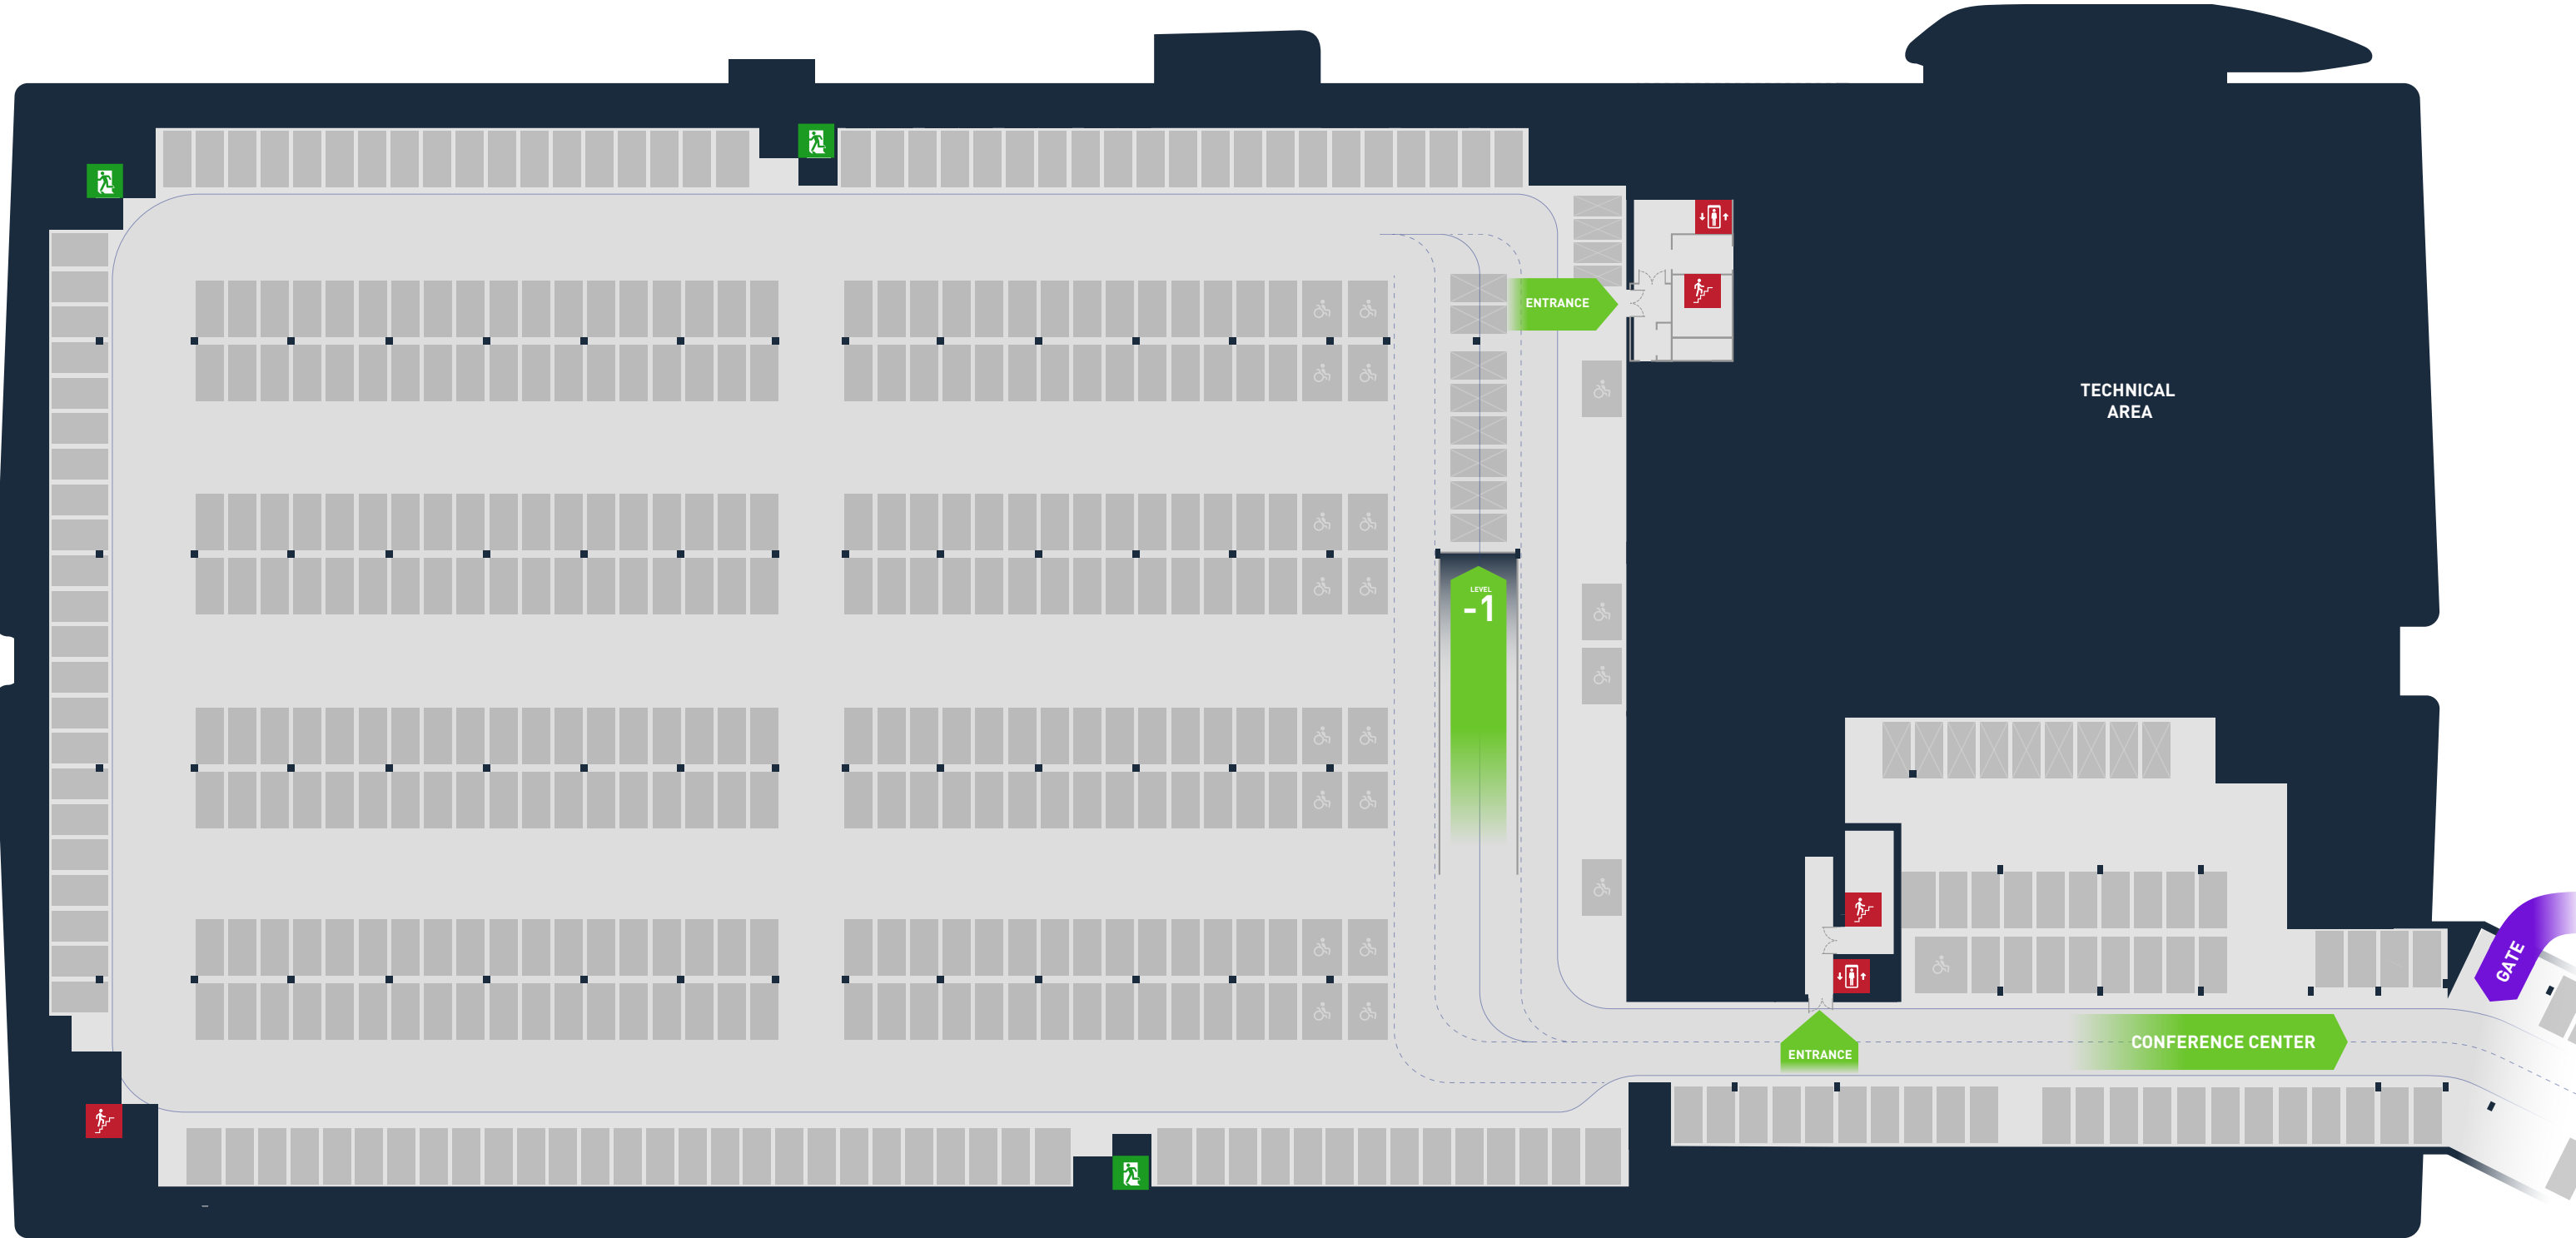 ENTRANCE
TECHNICAL
AREA
LEVEL
-1
GATE
CONFERENCE CENTER
ENTRANCE